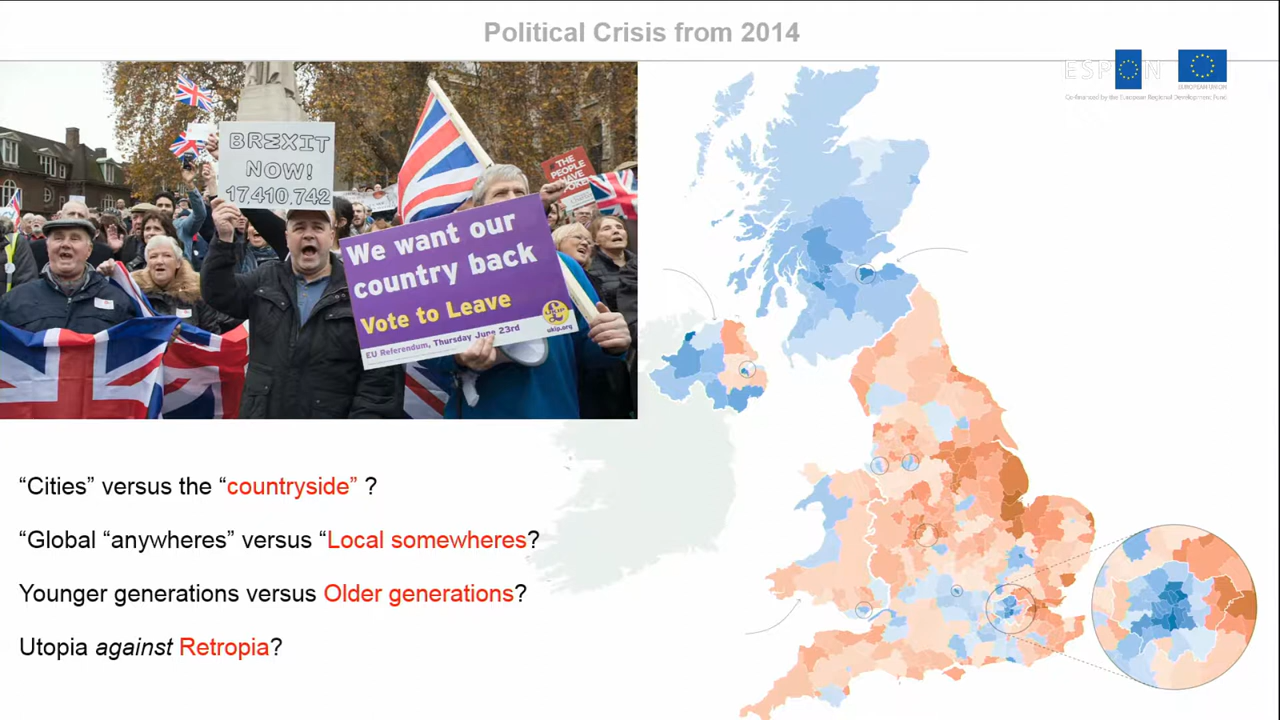 Political Crisis from 2014
ESPON
EUROPEAN UNION
Co-financed by the European Regional Development Fund
BREXIT
NOW!
17,410,742
THE
PEOPLE
HAVE
We want our
country back
Vote to Leave
EU Referendum, Thursday June 23rd
ukip.org
“Cities” versus the “countryside” ?
“Global “anywheres” versus “Local somewheres?
Younger generations versus Older generations?
Utopia against Retropia?